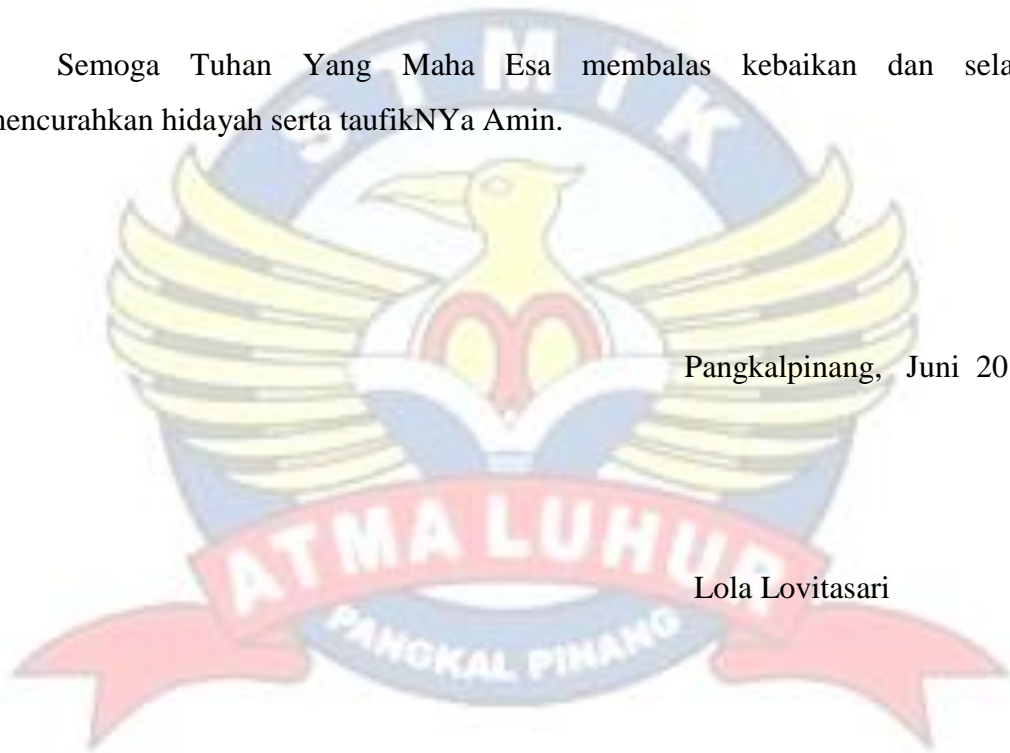 Semoga Tuhan Yang Maha Esa membalas kebaikan dan sela
mencurahkan hidayah serta taufikNYa Amin.
STMIK
Pangkalpinang, Juni 20
ATMA LUHUR
Lola Lovitasari
PANGKAL PINANG